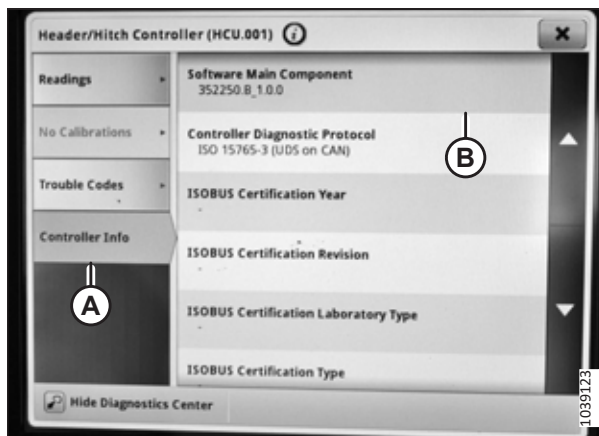 Header/Hitch Controller (HCU.001) i
Readings
No Calibrations
Trouble Codes
Controller Info
A
Software Main Component
352250.B_1.0.0
Controller Diagnostic Protocol
ISO 15765-3 (UDS on CAN)
B
ISOBUS Certification Year
-
ISOBUS Certification Revision
-
ISOBUS Certification Laboratory Type
-
ISOBUS Certification Type
Hide Diagnostics Center
1039123